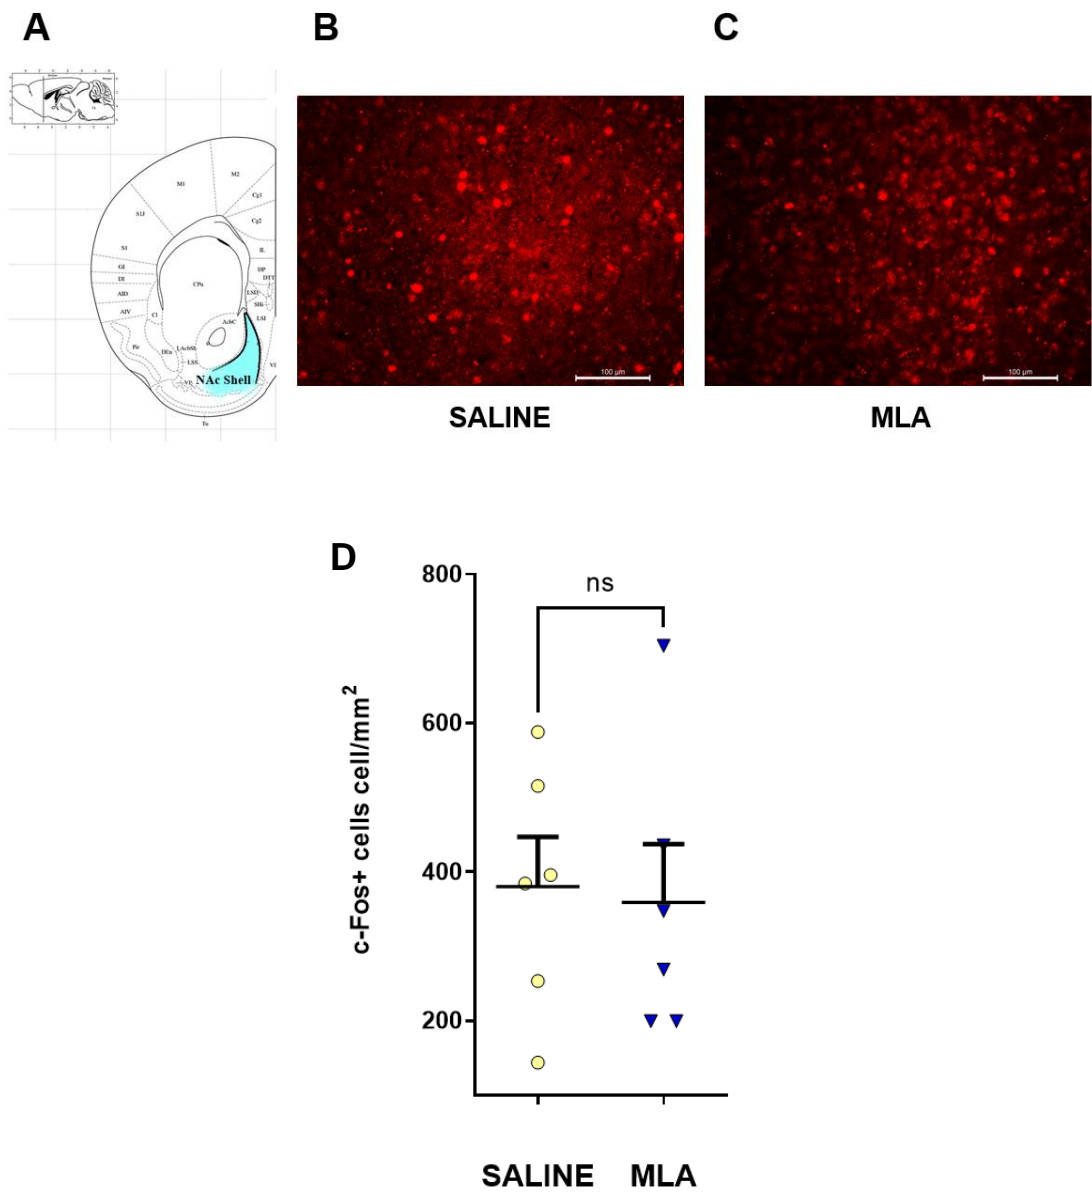 A
B
C
M1
M2
Cg1
S1J
Cg2
S1
IL
GI
DP
DI
DTT
CPu
AID
LSD
SHi
AIV
Cl
AcbC
LSI
Pir
DEn
LAcbSh
LSS
NAc Shell
VP
Tu
100 µm
100 µm
SALINE
MLA
D
800
ns
600
c-Fos+ cells cell/mm²
400
200
SALINE
MLA